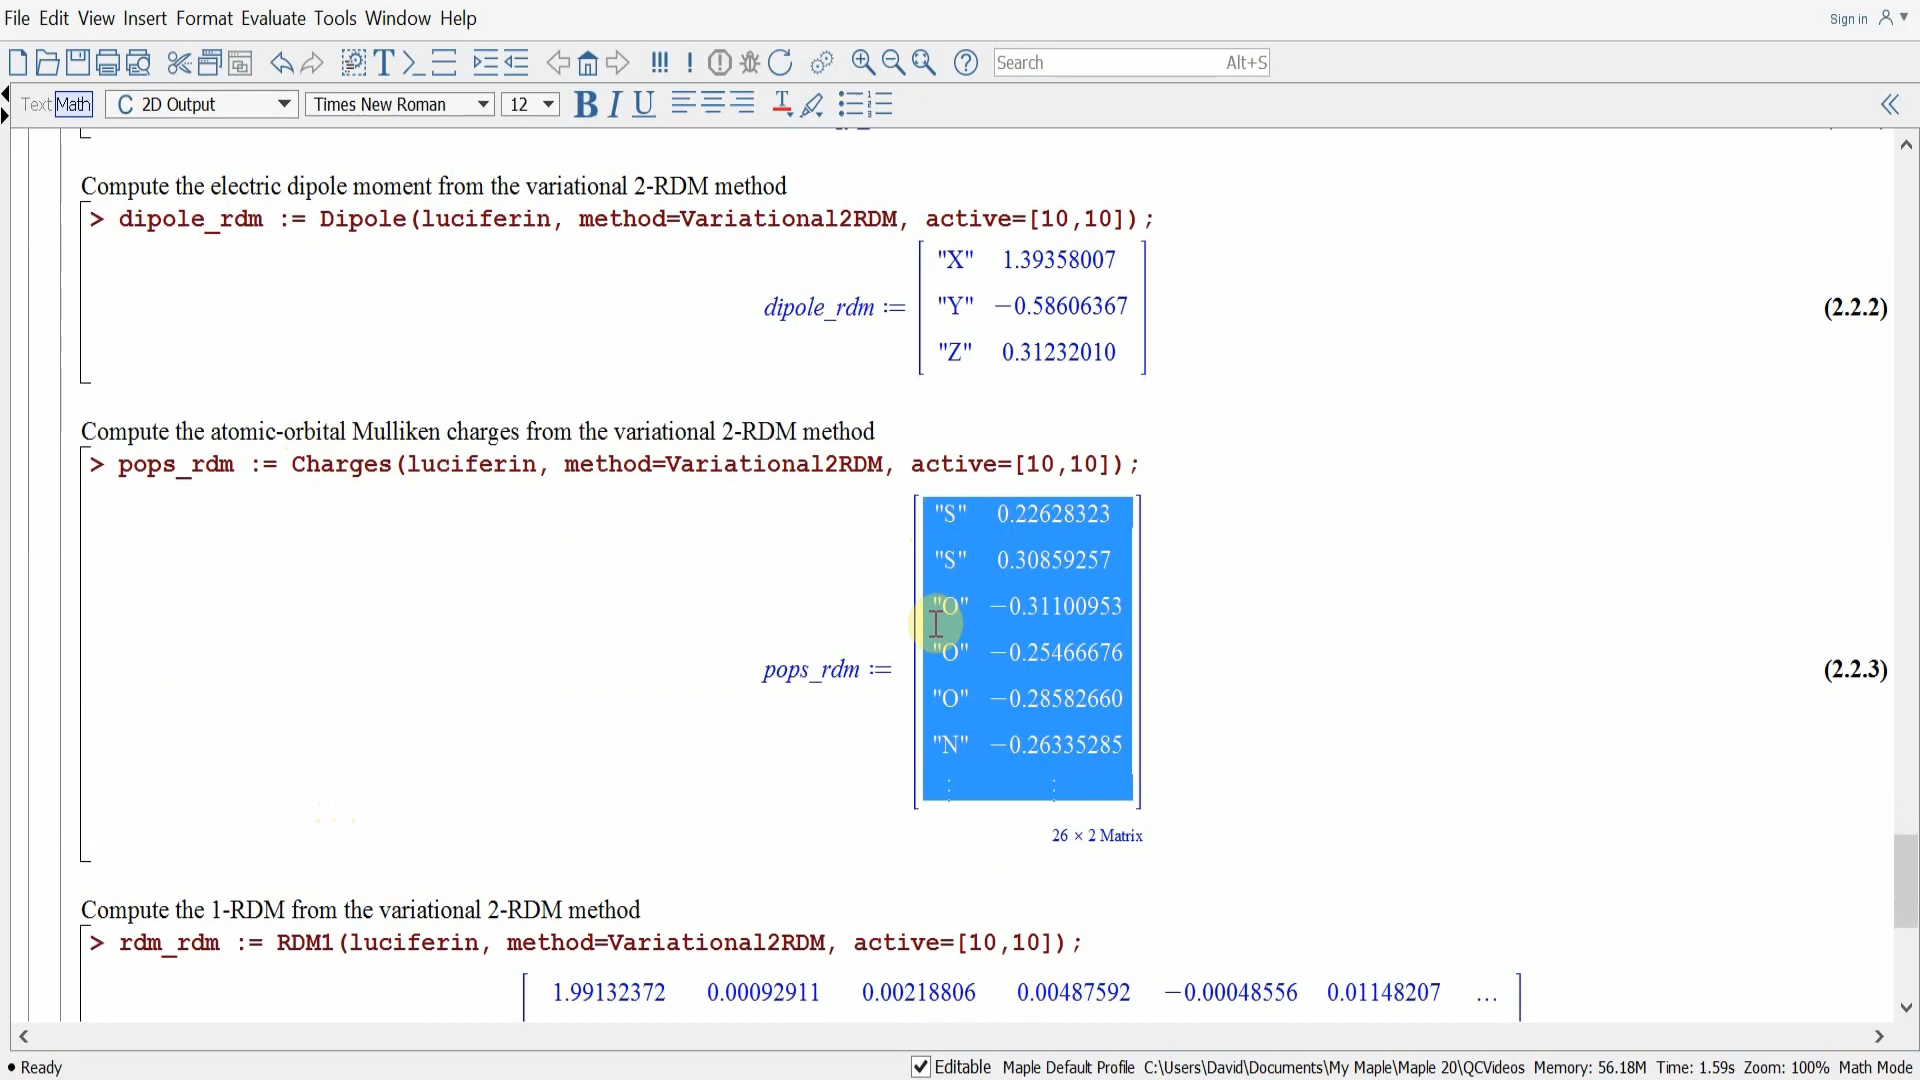 File Edit View Insert Format Evaluate Tools Window Help
Sign in
Search Alt+S
Text Math C 2D Output Times New Roman 12 B I U
Compute the electric dipole moment from the variational 2-RDM method
> dipole_rdm := Dipole(luciferin, method=Variational2RDM, active=[10,10]);
"X" 1.39358007
dipole_rdm := "Y" −0.58606367 (2.2.2)
"Z" 0.31232010
Compute the atomic-orbital Mulliken charges from the variational 2-RDM method
> pops_rdm := Charges(luciferin, method=Variational2RDM, active=[10,10]);
"S" 0.22628323
"S" 0.30859257
"O" −0.31100953
"O" −0.25466676
pops_rdm := (2.2.3)
"O" −0.28582660
"N" −0.26335285
⋮ ⋮
26 × 2 Matrix
Compute the 1-RDM from the variational 2-RDM method
> rdm_rdm := RDM1(luciferin, method=Variational2RDM, active=[10,10]);
1.99132372 0.00092911 0.00218806 0.00487592 −0.00048556 0.01148207 ...
Ready Editable Maple Default Profile C:\Users\David\Documents\My Maple\Maple 20\QCVideos Memory: 56.18M Time: 1.59s Zoom: 100% Math Mode